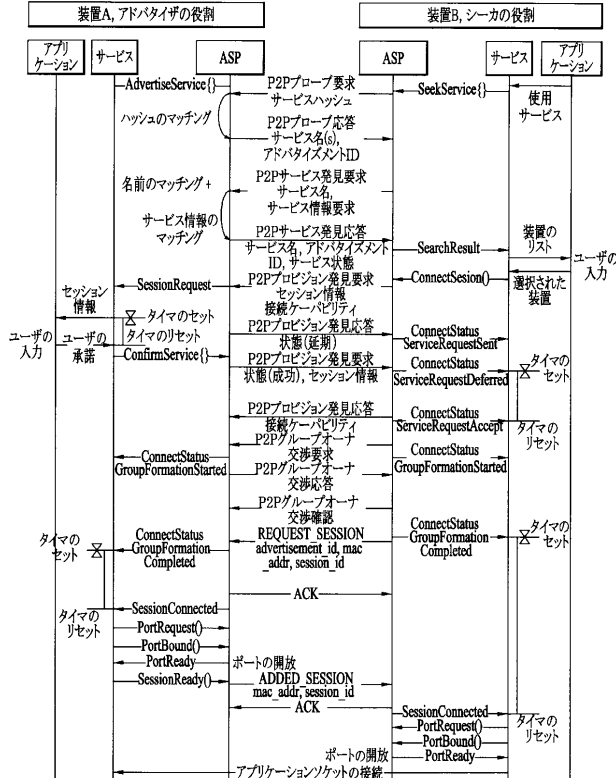 装置A, アドバタイザの役割
装置B, シーカの役割
アプリ
ケーション
サービス
ASP
ASP
サービス
アプリ
ケーション
AdvertiseService{}
P2Pプローブ要求
サービスハッシュ
SeekService{}
使用
サービス
ハッシュのマッチング
P2Pプローブ応答
サービス名(s),
アドバタイズメントID
名前のマッチング +
P2Pサービス発見要求
サービス名,
サービス情報要求
サービス情報の
マッチング
P2Pサービス発見応答
サービス名, アドバタイズメント
ID, サービス状態
SearchResult
装置の
リスト
ユーザの
入力
SessionRequest
P2Pプロビジョン発見要求
セッション情報
接続ケーパビリティ
ConnectSesion()
選択された
装置
セッション
情報
タイマのセット
タイマのリセット
P2Pプロビジョン発見応答
状態(延期)
ConnectStatus
ServiceRequestSent
ユーザの
入力
ユーザの
承諾
ConfirmService{}
P2Pプロビジョン発見要求
状態(成功), セッション情報
ConnectStatus
ServiceRequestDeferred
タイマの
セット
P2Pプロビジョン発見応答
接続ケーパビリティ
ConnectStatus
ServiceRequestAccept
タイマの
リセット
ConnectStatus
GroupFormationStarted
P2Pグループオーナ
交渉要求
P2Pグループオーナ
交渉応答
ConnectStatus
GroupFormationStarted
P2Pグループオーナ
交渉確認
タイマの
セット
ConnectStatus
GroupFormation
Completed
REQUEST_SESSION
advertisement_id, mac
_addr, session_id
ConnectStatus
GroupFormation
Completed
タイマの
セット
ACK
タイマの
リセット
SessionConnected
PortRequest()
PortBound()
PortReady
ポートの開放
SessionReady()
ADDED_SESSION
mac_addr,session_id
ACK
SessionConnected
タイマの
リセット
PortRequest()
PortBound()
ポートの開放
PortReady
アプリケーションソケットの接続